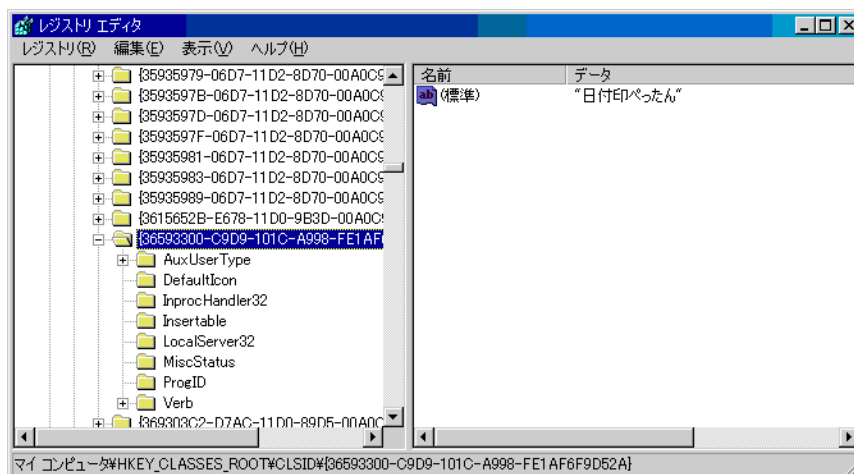 レジストリ エディタ
レジストリ(R) 編集(E) 表示(V) ヘルプ(H)
{35935979-06D7-11D2-8D70-00A0C9
{3593597B-06D7-11D2-8D70-00A0C9
{3593597D-06D7-11D2-8D70-00A0C9
{3593597F-06D7-11D2-8D70-00A0C9
{35935981-06D7-11D2-8D70-00A0C9
{35935983-06D7-11D2-8D70-00A0C9
{35935989-06D7-11D2-8D70-00A0C9
{3615652B-E678-11D0-9B3D-00A0C9
{36593300-C9D9-101C-A998-FE1AF6
AuxUserType
DefaultIcon
InprocHandler32
Insertable
LocalServer32
MiscStatus
ProgID
Verb
{369303C2-D7AC-11D0-89D5-00A0C
名前 データ
ab (標準) "日付印ぺったん"
マイ コンピュータ¥HKEY_CLASSES_ROOT¥CLSID¥{36593300-C9D9-101C-A998-FE1AF6F9D52A}